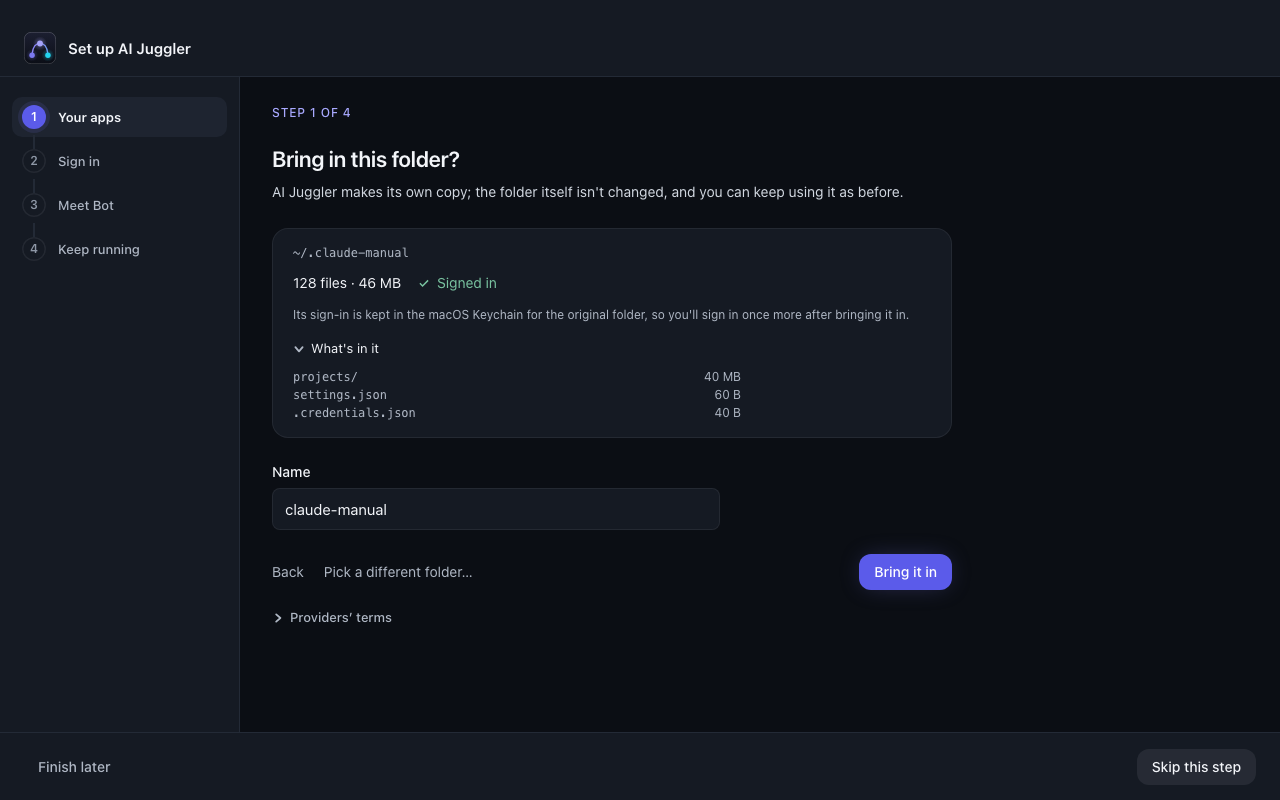 Set up AI Juggler
1 Your apps
2 Sign in
3 Meet Bot
4 Keep running
STEP 1 OF 4
Bring in this folder?
AI Juggler makes its own copy; the folder itself isn't changed, and you can keep using it as before.
~/.claude-manual
128 files · 46 MB ✓ Signed in
Its sign-in is kept in the macOS Keychain for the original folder, so you'll sign in once more after bringing it in.
What's in it
projects/ 40 MB
settings.json 60 B
.credentials.json 40 B
Name
claude-manual
Back Pick a different folder... Bring it in
Providers’ terms
Finish later Skip this step